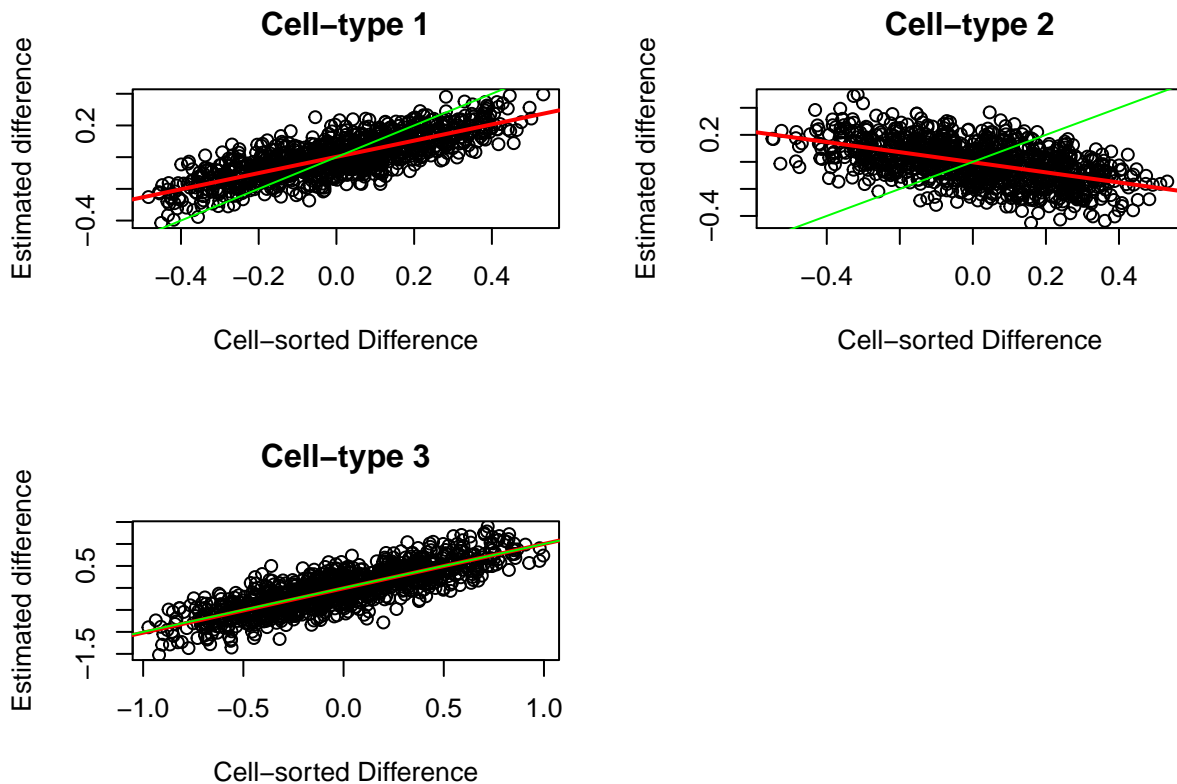 Cell−type 1
Estimated difference
0.2
−0.4
−0.4 −0.2 0.0 0.2 0.4
Cell−sorted Difference
Cell−type 2
Estimated difference
0.2
−0.4
−0.4 0.0 0.2 0.4
Cell−sorted Difference
Cell−type 3
Estimated difference
0.5
−1.5
−1.0 −0.5 0.0 0.5 1.0
Cell−sorted Difference